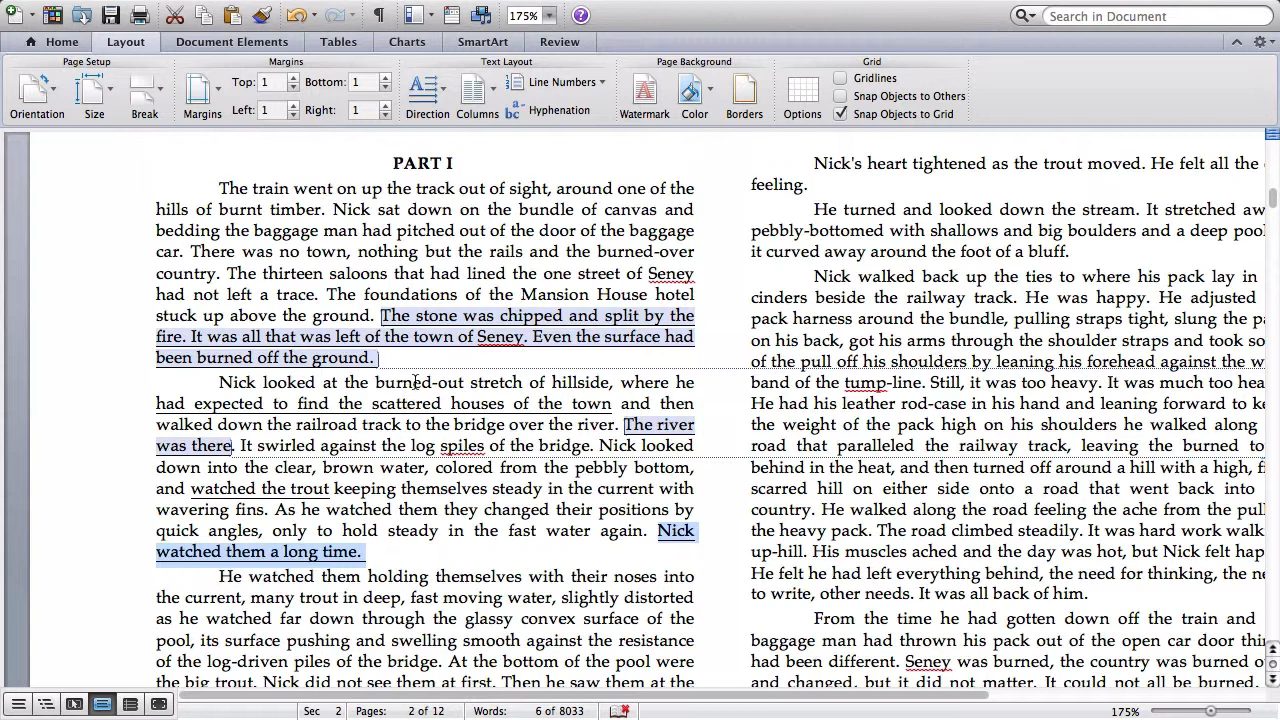 175%
Search in Document
Home
Layout
Document Elements
Tables
Charts
SmartArt
Review
Page Setup
Margins
Text Layout
Page Background
Grid
Orientation
Size
Break
Margins
Top: 1
Bottom: 1
Left: 1
Right: 1
Direction
Columns
Line Numbers
Hyphenation
Watermark
Color
Borders
Options
Gridlines
Snap Objects to Others
Snap Objects to Grid
PART I
The train went on up the track out of sight, around one of the
hills of burnt timber. Nick sat down on the bundle of canvas and
bedding the baggage man had pitched out of the door of the baggage
car. There was no town, nothing but the rails and the burned-over
country. The thirteen saloons that had lined the one street of Seney
had not left a trace. The foundations of the Mansion House hotel
stuck up above the ground. The stone was chipped and split by the
fire. It was all that was left of the town of Seney. Even the surface had
been burned off the ground.
Nick looked at the burned-out stretch of hillside, where he
had expected to find the scattered houses of the town and then
walked down the railroad track to the bridge over the river. The river
was there. It swirled against the log spiles of the bridge. Nick looked
down into the clear, brown water, colored from the pebbly bottom,
and watched the trout keeping themselves steady in the current with
wavering fins. As he watched them they changed their positions by
quick angles, only to hold steady in the fast water again. Nick
watched them a long time.
He watched them holding themselves with their noses into
the current, many trout in deep, fast moving water, slightly distorted
as he watched far down through the glassy convex surface of the
pool, its surface pushing and swelling smooth against the resistance
of the log-driven piles of the bridge. At the bottom of the pool were
the big trout. Nick did not see them at first. Then he saw them at the
Nick's heart tightened as the trout moved. He felt all the
feeling.
He turned and looked down the stream. It stretched aw
pebbly-bottomed with shallows and big boulders and a deep pool
it curved away around the foot of a bluff.
Nick walked back up the ties to where his pack lay in
cinders beside the railway track. He was happy. He adjusted
pack harness around the bundle, pulling straps tight, slung the pa
on his back, got his arms through the shoulder straps and took so
of the pull off his shoulders by leaning his forehead against the w
band of the tump-line. Still, it was too heavy. It was much too hea
He had his leather rod-case in his hand and leaning forward to ke
the weight of the pack high on his shoulders he walked along
road that paralleled the railway track, leaving the burned to
behind in the heat, and then turned off around a hill with a high, fi
scarred hill on either side onto a road that went back into
country. He walked along the road feeling the ache from the pull
the heavy pack. The road climbed steadily. It was hard work walk
up-hill. His muscles ached and the day was hot, but Nick felt hap
He felt he had left everything behind, the need for thinking, the ne
to write, other needs. It was all back of him.
From the time he had gotten down off the train and
baggage man had thrown his pack out of the open car door thin
had been different. Seney was burned, the country was burned o
and changed, but it did not matter. It could not all be burned.
Sec 2
Pages: 2 of 12
Words: 6 of 8033
175%